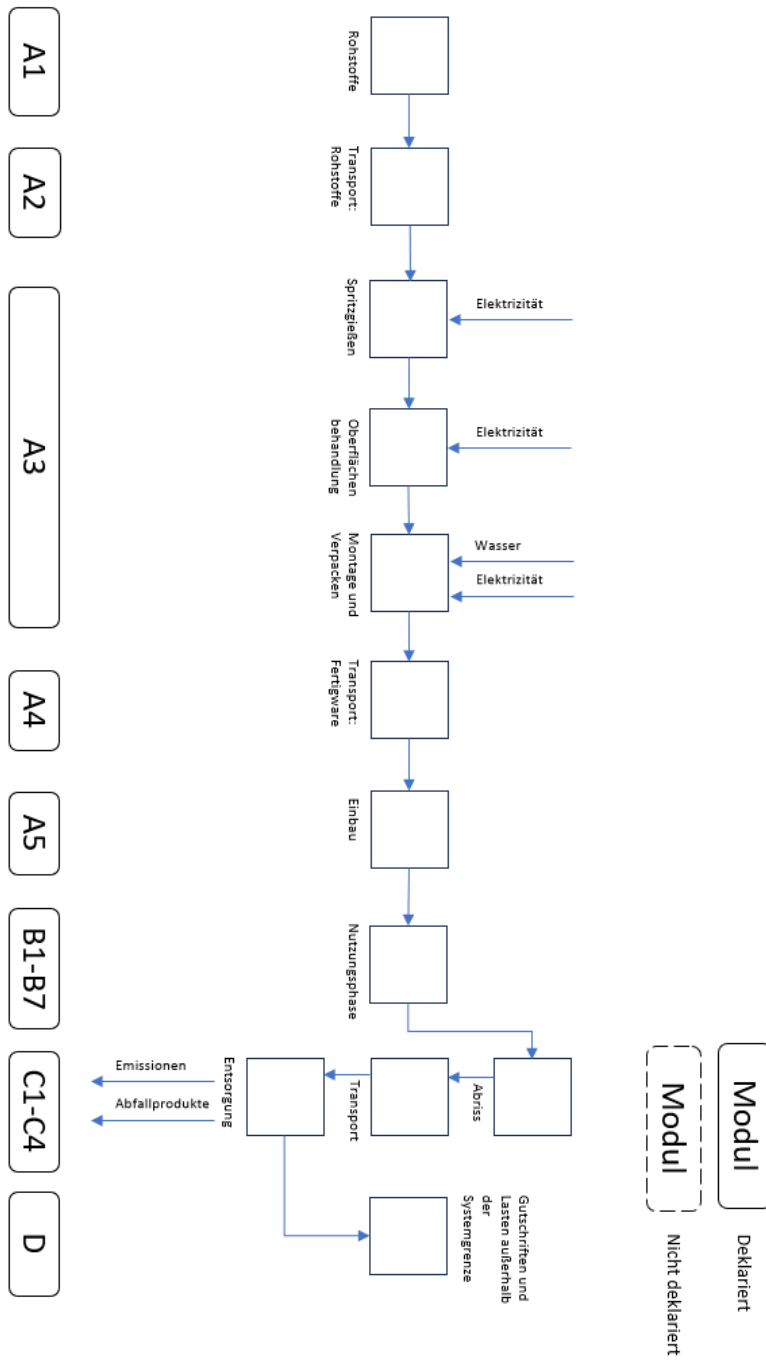 A1
Rohstoffe
A2
Transport:
Rohstoffe
A3
Spritzgießen
Elektrizität
Oberflächen
behandlung
Elektrizität
Montage und
Verpacken
Wasser
Elektrizität
A4
Transport:
Fertigware
A5
Einbau
B1-B7
Nutzungsphase
C1-C4
Abriss
Transport
Entsorgung
Emissionen
Abfallprodukte
D
Gutschriften und
Lasten außerhalb
der
Systemgrenze
Modul
Deklariert
Modul
Nicht deklariert